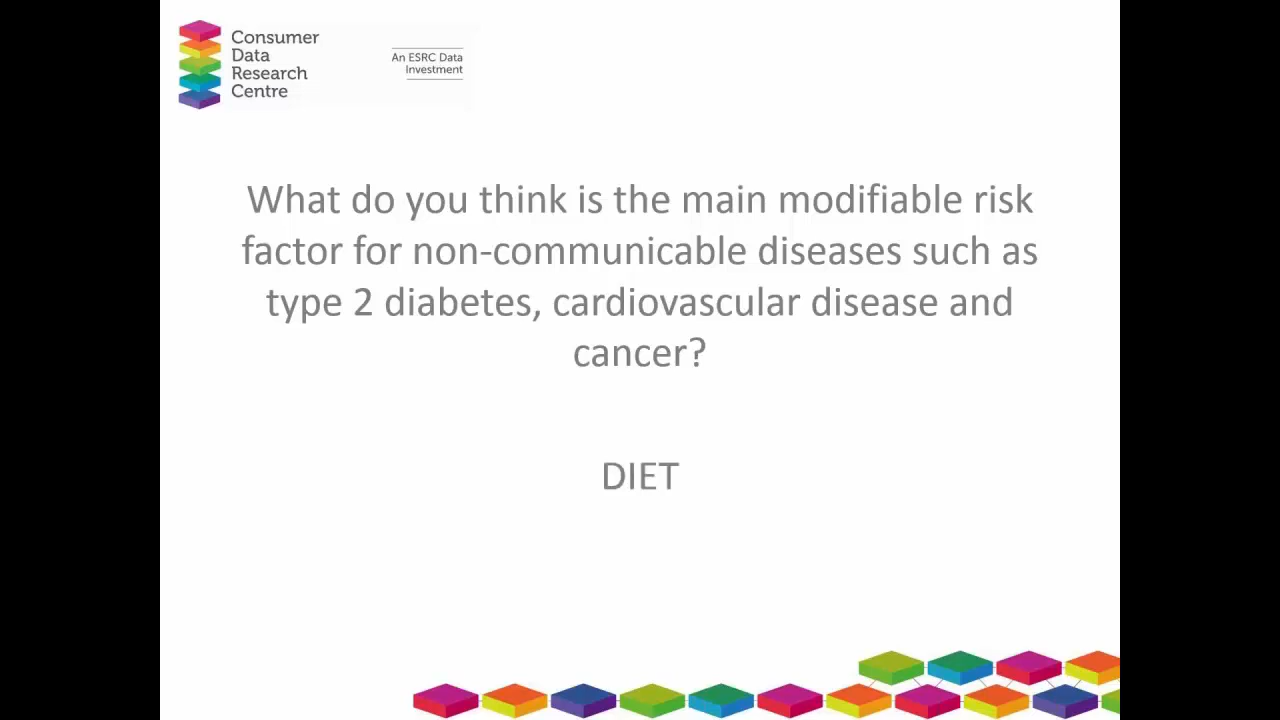 Consumer
Data
Research
Centre
An ESRC Data
Investment
What do you think is the main modifiable risk
factor for non-communicable diseases such as
type 2 diabetes, cardiovascular disease and
cancer?
DIET